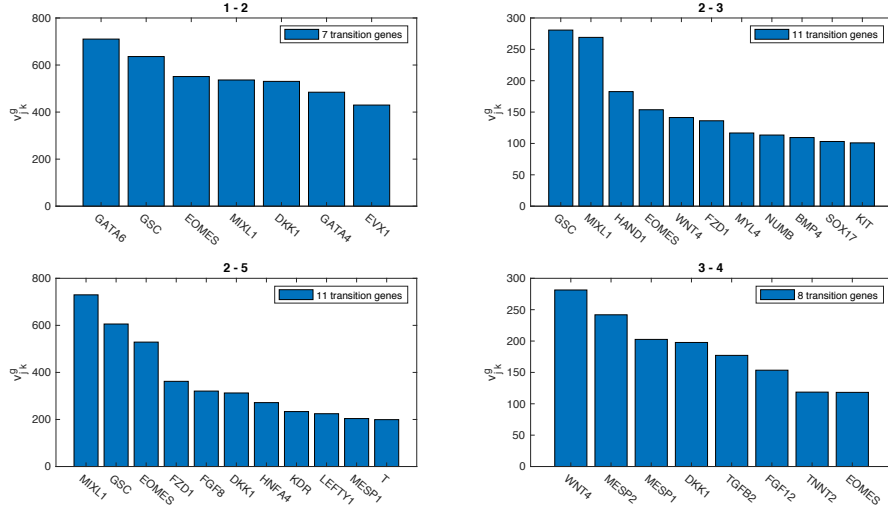 1 - 2
7 transition genes
800
600
400
200
0
v^g_jk
GATA6
GSC
EOMES
MIXL1
DKK1
GATA4
EVX1
2 - 3
11 transition genes
300
250
200
150
100
50
0
v^g_jk
GSC
MIXL1
HAND1
EOMES
WNT4
FZD1
MYL4
NUMB
BMP4
SOX17
KIT
2 - 5
11 transition genes
800
600
400
200
0
v^g_jk
MIXL1
GSC
EOMES
FZD1
FGF8
DKK1
HNFA4
KDR
LEFTY1
MESP1
T
3 - 4
8 transition genes
300
250
200
150
100
50
0
v^g_jk
WNT4
MESP2
MESP1
DKK1
TGFB2
FGF12
TNNT2
EOMES